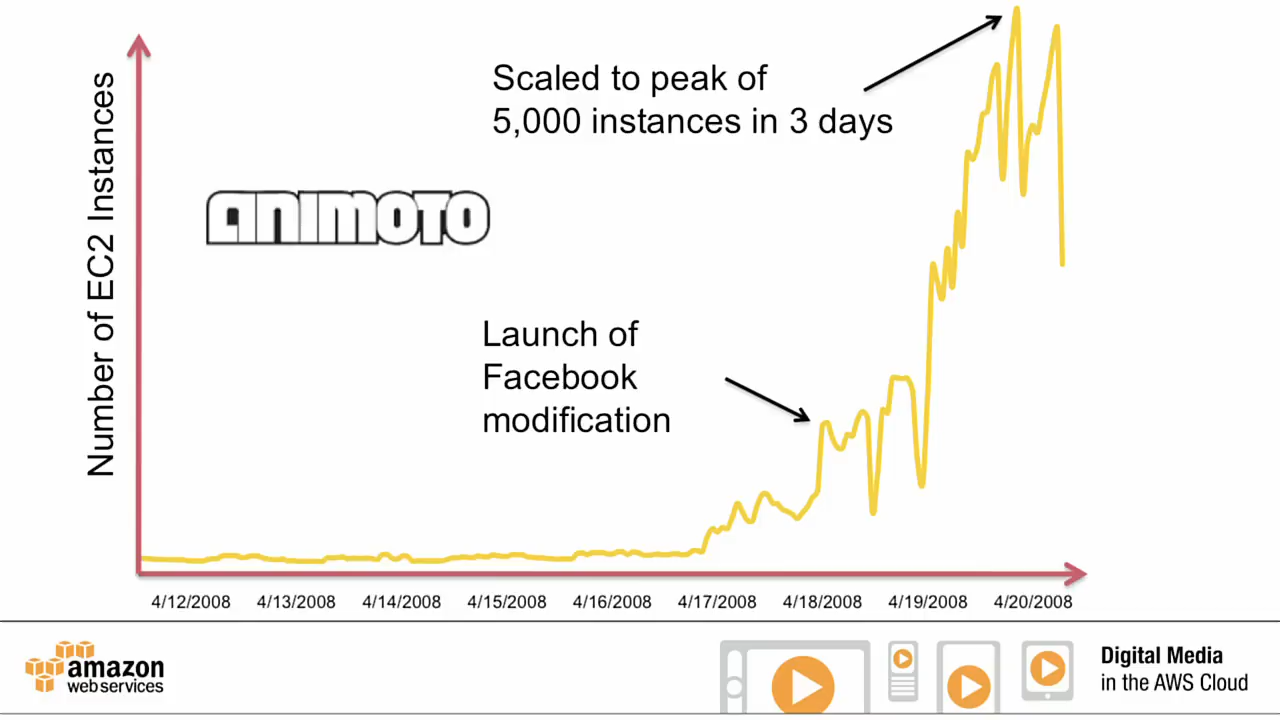 Scaled to peak of
5,000 instances in 3 days
Number of EC2 Instances
ANIMOTO
Launch of
Facebook
modification
4/12/2008 4/13/2008 4/14/2008 4/15/2008 4/16/2008 4/17/2008 4/18/2008 4/19/2008 4/20/2008
amazon
web services
Digital Media
in the AWS Cloud